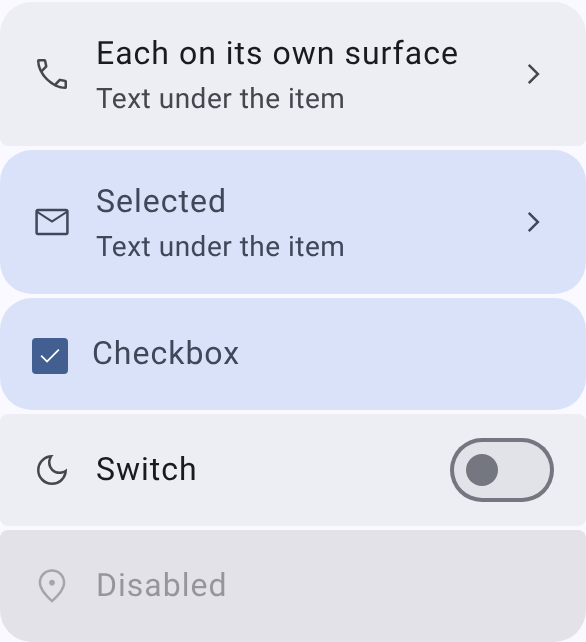 Each on its own surface
Text under the item
Selected
Text under the item
Checkbox
Switch
Disabled